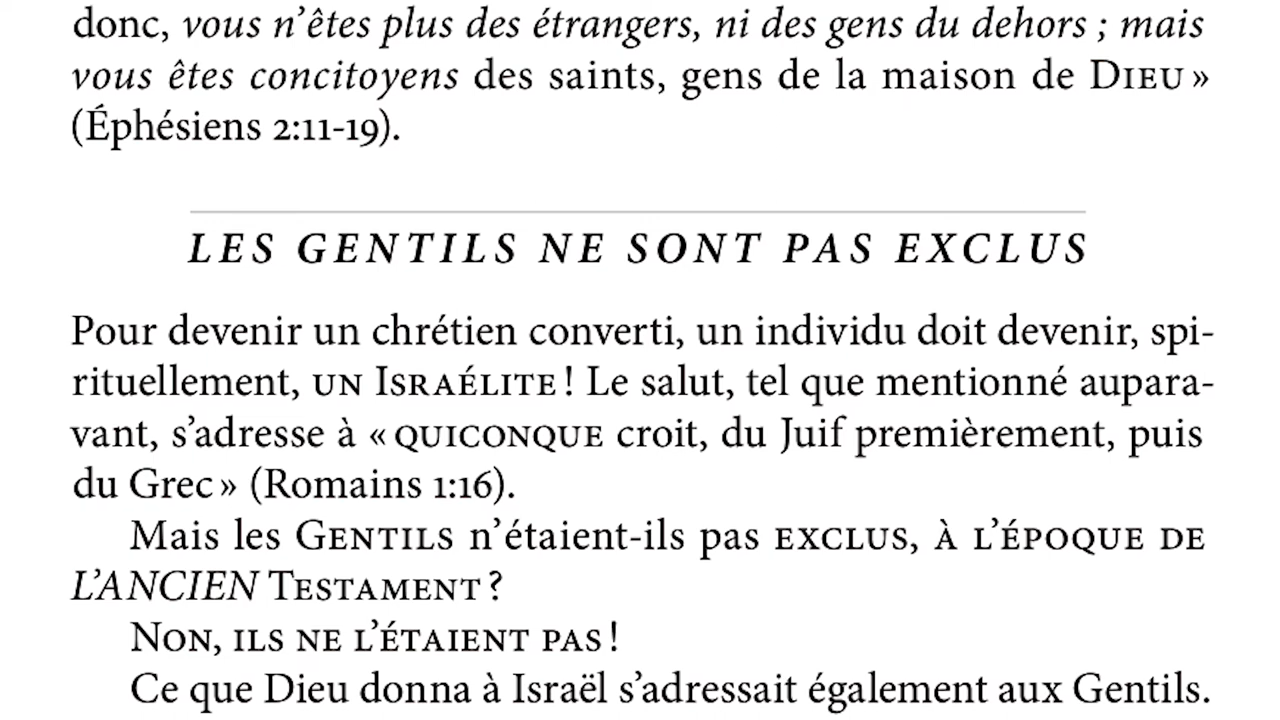 donc, vous n’êtes plus des étrangers, ni des gens du dehors ; mais
vous êtes concitoyens des saints, gens de la maison de DIEU »
(Éphésiens 2:11-19).
LES GENTILS NE SONT PAS EXCLUS
Pour devenir un chrétien converti, un individu doit devenir, spi-
rituellement, UN ISRAÉLITE ! Le salut, tel que mentionné aupara-
vant, s’adresse à « QUICONQUE croit, du Juif premièrement, puis
du Grec » (Romains 1:16).
Mais les GENTILS n’étaient-ils pas EXCLUS, À L’ÉPOQUE DE
L’ANCIEN TESTAMENT ?
NON, ILS NE L’ÉTAIENT PAS !
Ce que Dieu donna à Israël s’adressait également aux Gentils.